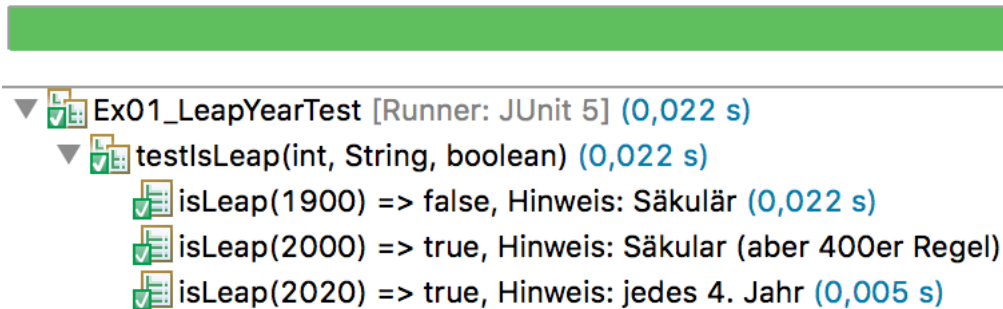 Ex01_LeapYearTest [Runner: JUnit 5] (0,022 s)
testIsLeap(int, String, boolean) (0,022 s)
isLeap(1900) => false, Hinweis: Säkulär (0,022 s)
isLeap(2000) => true, Hinweis: Säkular (aber 400er Regel)
isLeap(2020) => true, Hinweis: jedes 4. Jahr (0,005 s)